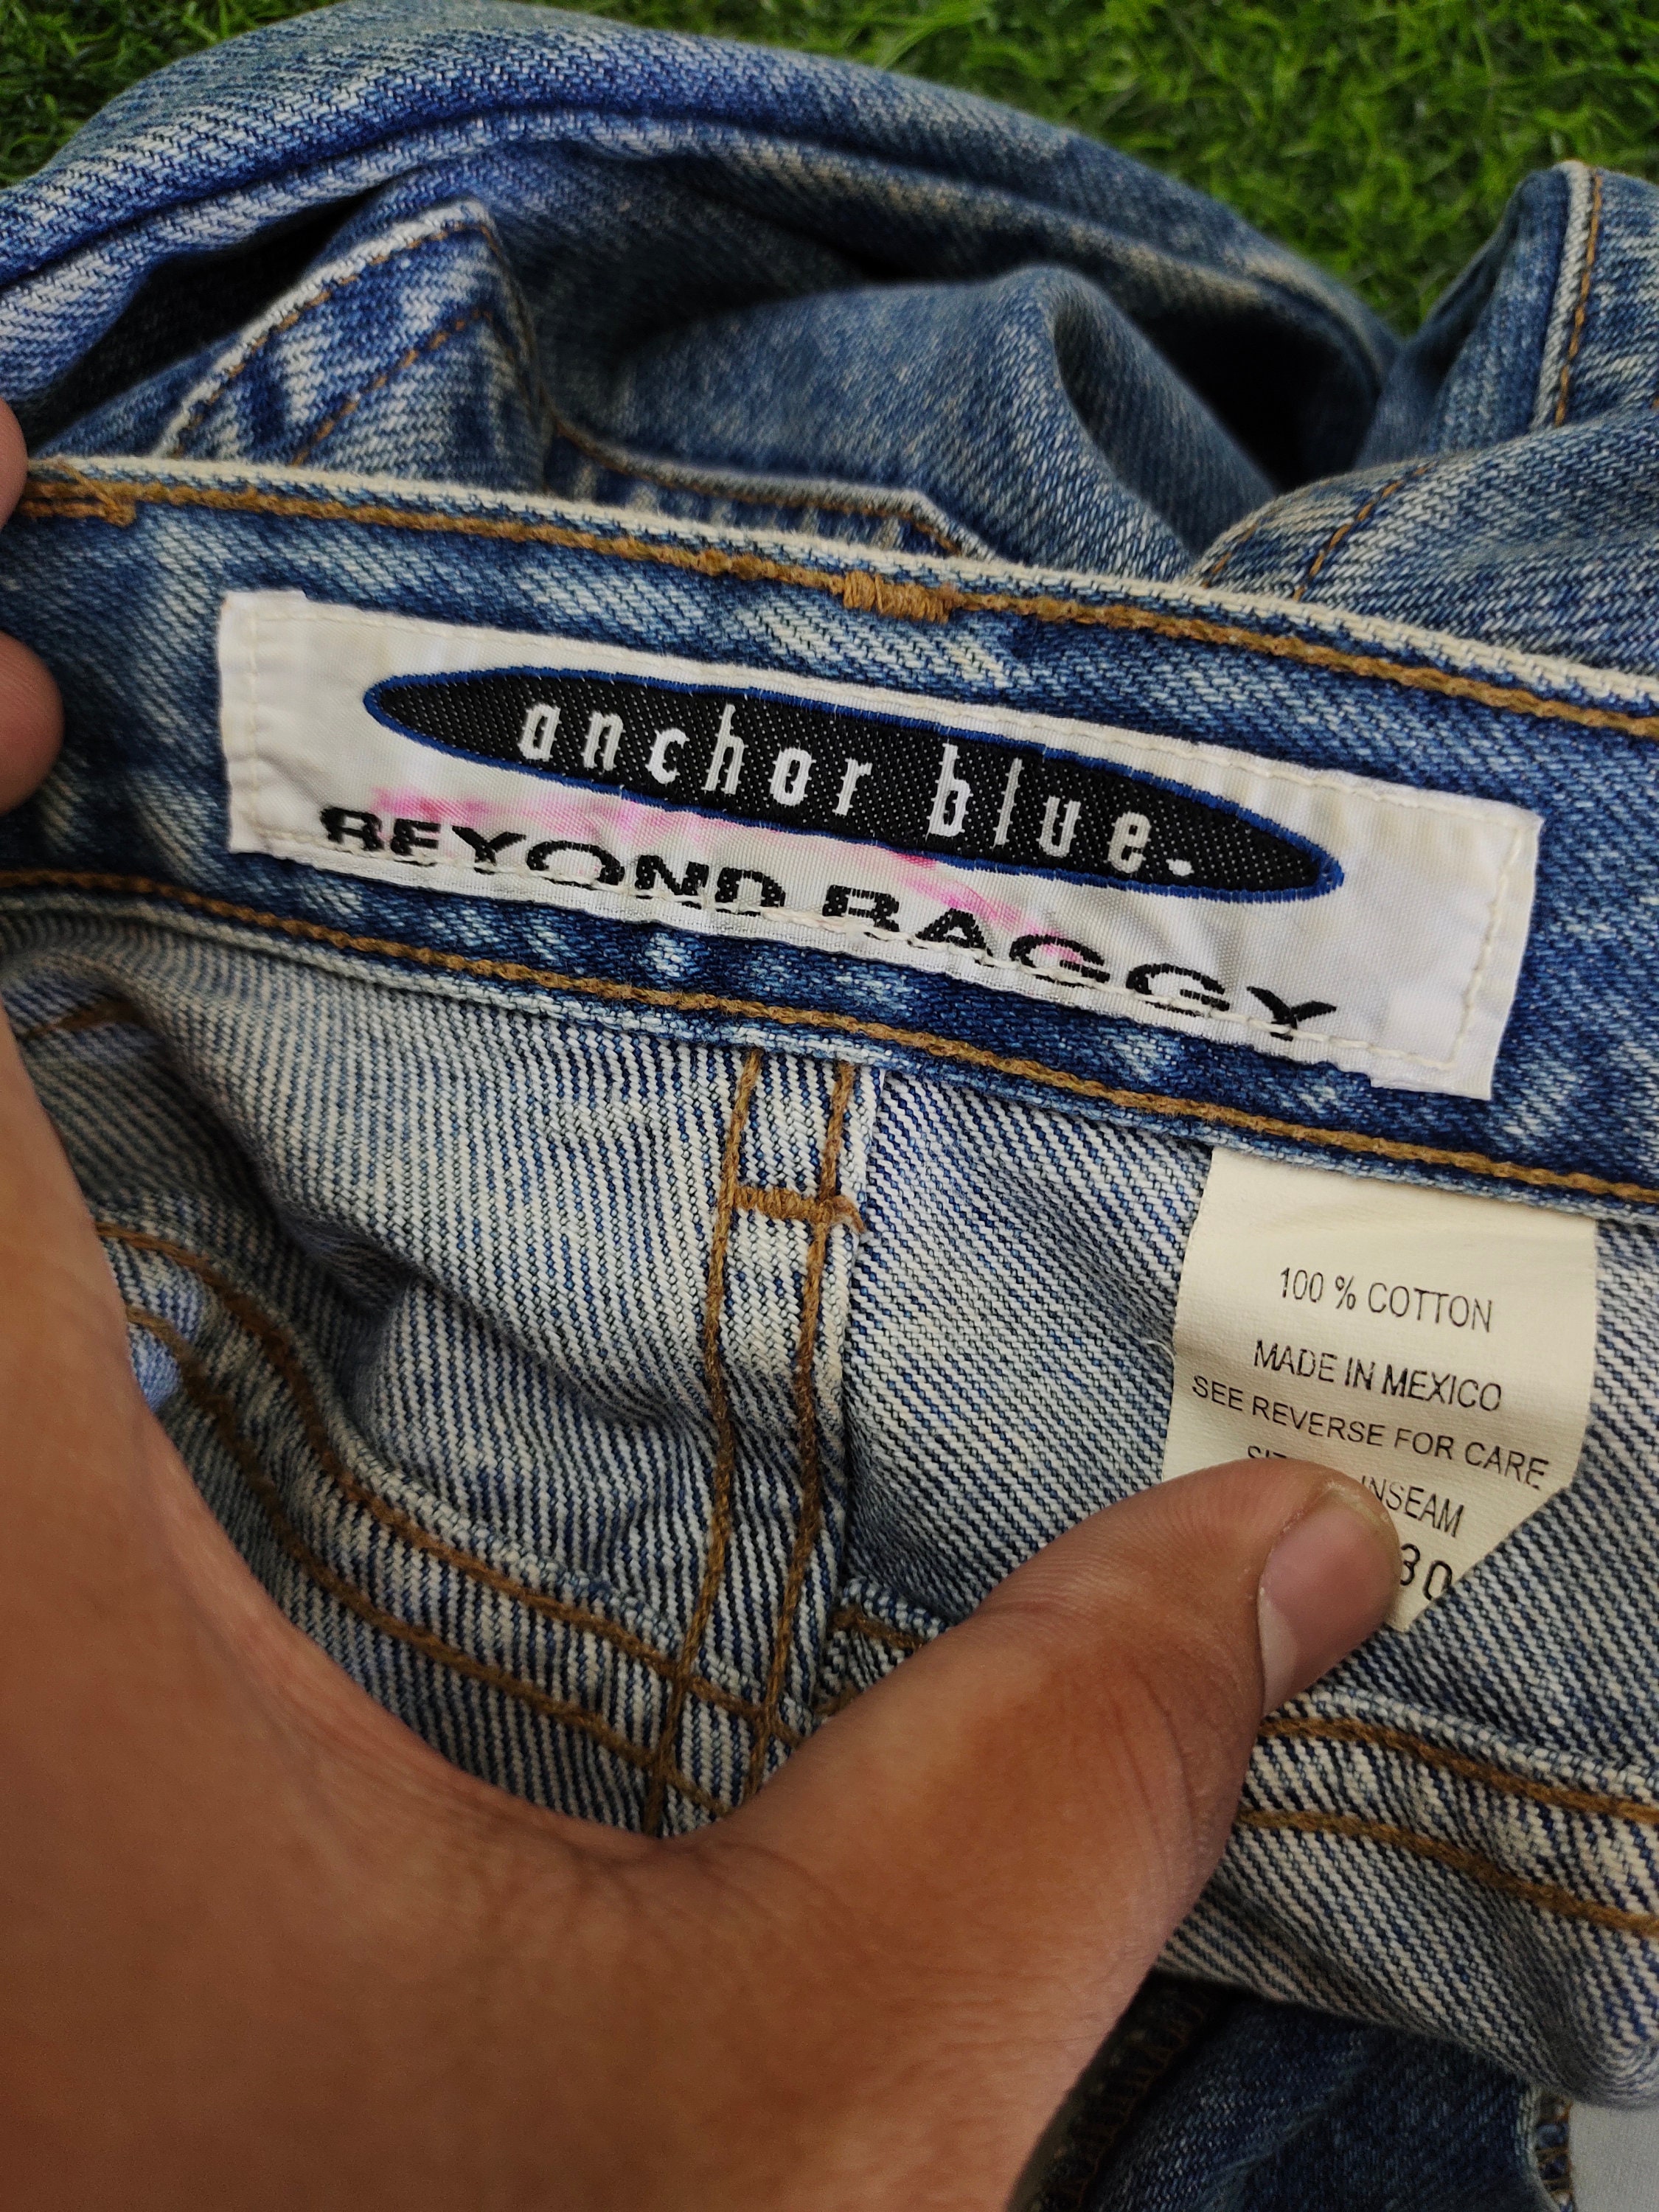 anchor blue.
BEYOND BAGGY
100 % COTTON
MADE IN MEXICO
SEE REVERSE FOR CARE
INSEAM
30